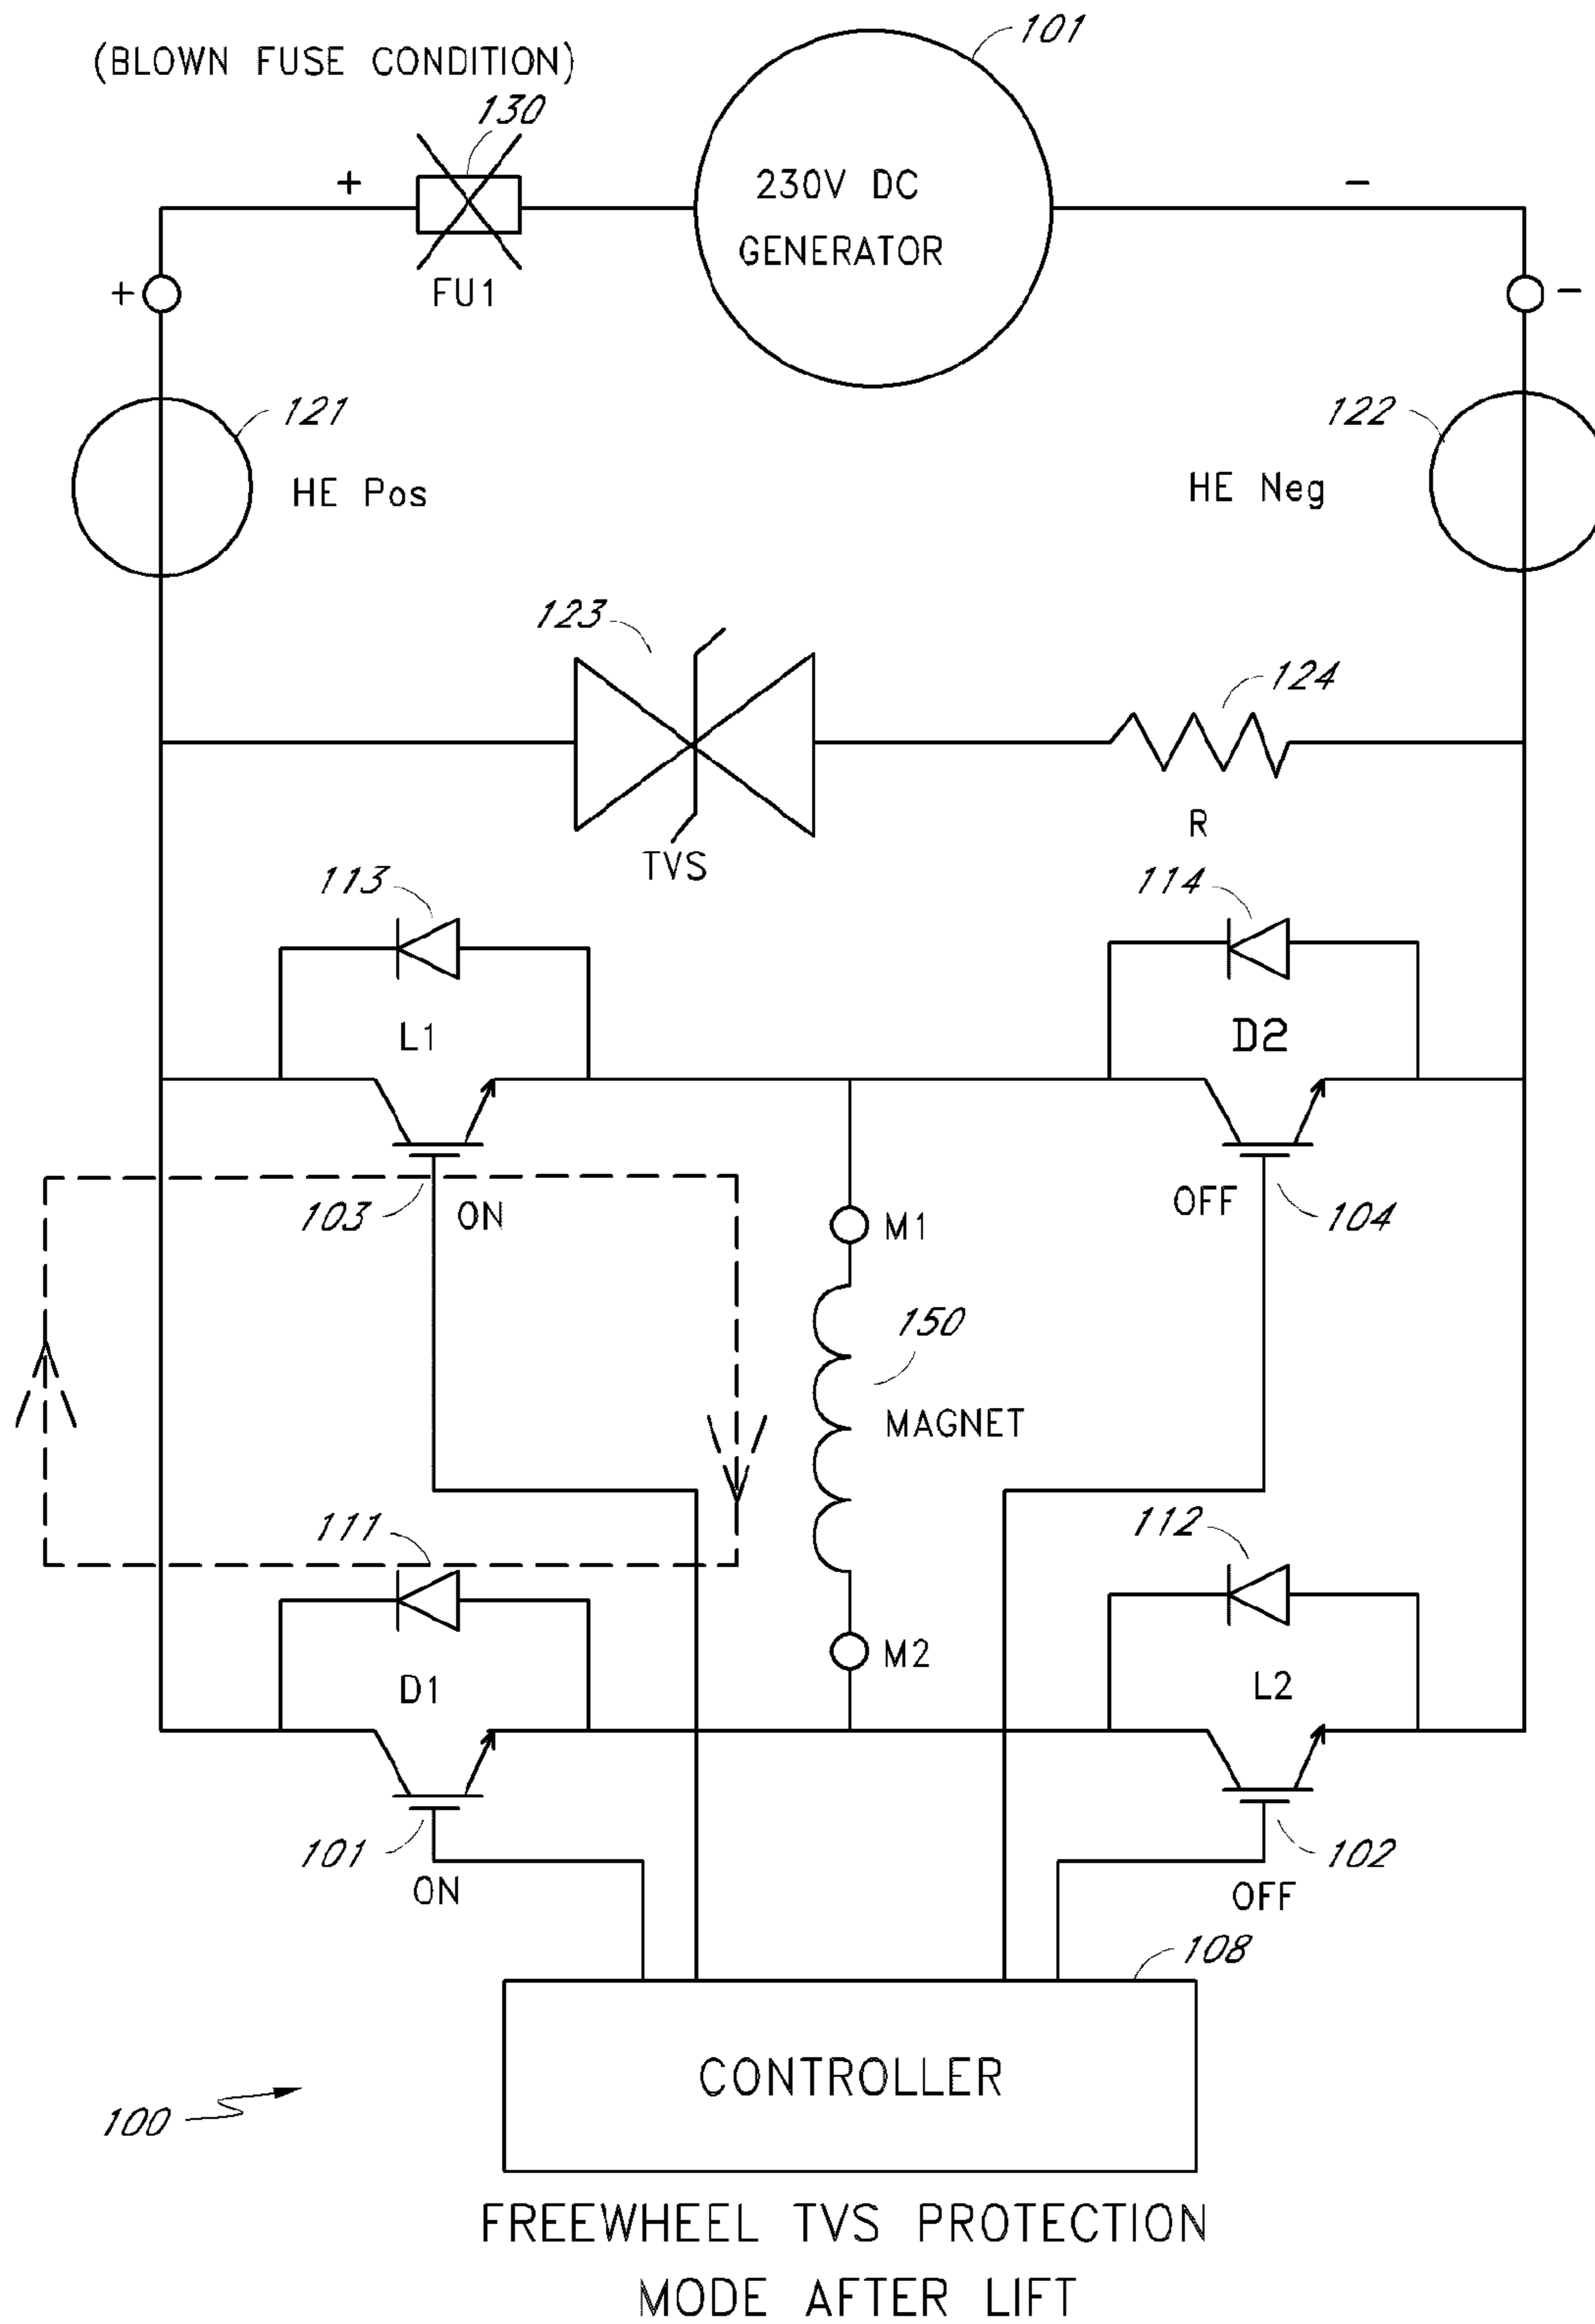 101
(BLOWN FUSE CONDITION)
130
+
-
230V DC
GENERATOR
FU1
+
-
121
122
HE Pos
HE Neg
123
124
R
TVS
113
114
L1
D2
103
ON
OFF
104
M1
150
MAGNET
111
112
M2
D1
L2
101
102
ON
OFF
108
CONTROLLER
100
FREEWHEEL TVS PROTECTION
MODE AFTER LIFT